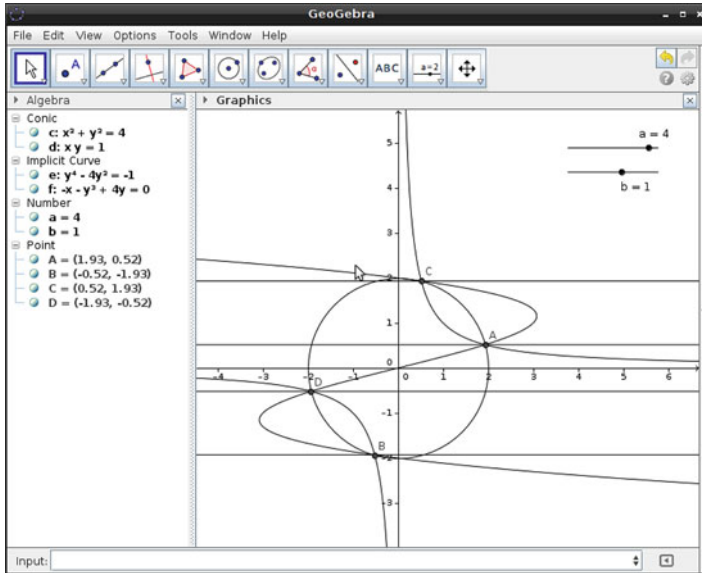 GeoGebra
File Edit View Options Tools Window Help
A
ABC
a=2
Algebra
Graphics
Conic
c: x² + y² = 4
d: x y = 1
Implicit Curve
e: y⁴ - 4y² = -1
f: -x - y³ + 4y = 0
Number
a = 4
b = 1
Point
A = (1.93, 0.52)
B = (-0.52, -1.93)
C = (0.52, 1.93)
D = (-1.93, -0.52)
a = 4
b = 1
5
4
3
2
1
0
-1
-2
-3
-4 -3 -2 -1 0 1 2 3 4 5 6
C
A
D
B
Input: